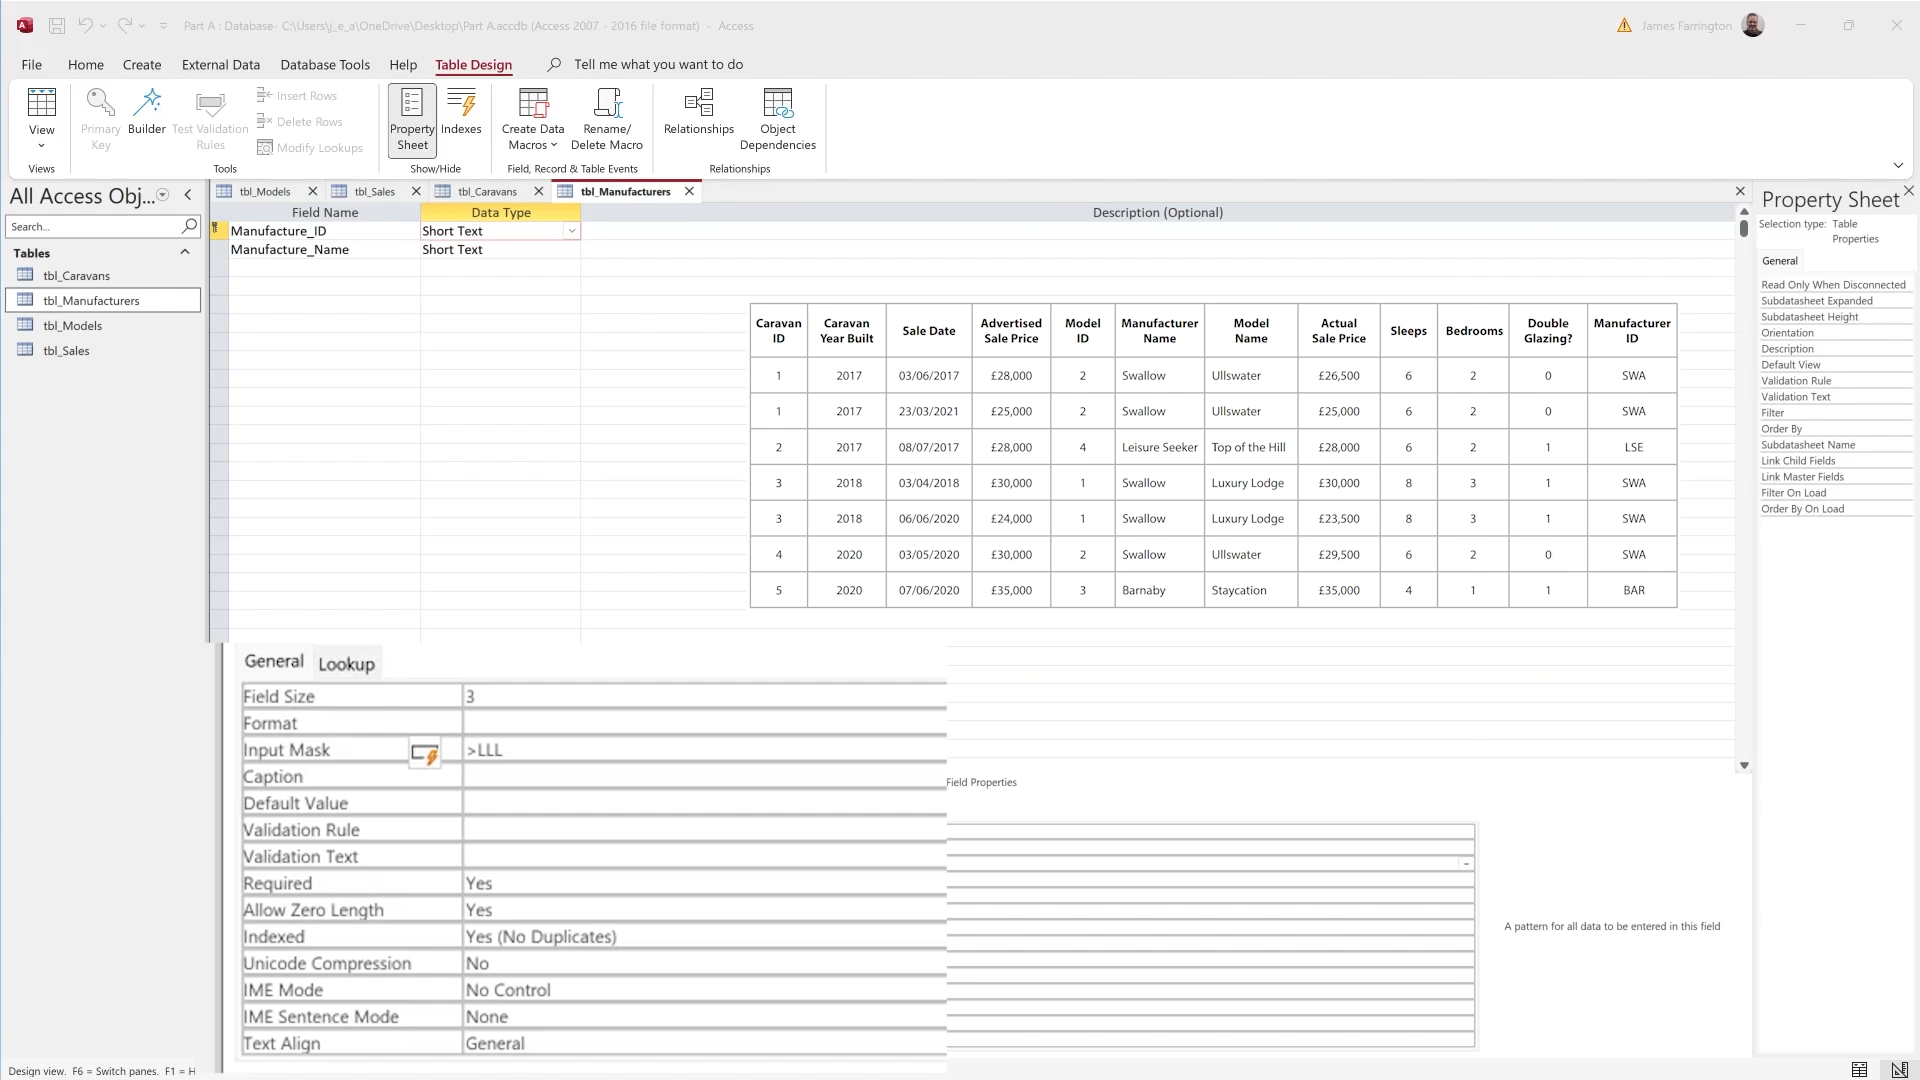 Part A : Database- C:\Users\j_e_a\OneDrive\Desktop\Part A.accdb (Access 2007 - 2016 file format) - Access
James Farrington
File Home Create External Data Database Tools Help Table Design Tell me what you want to do
View
Primary Key
Builder
Test Validation Rules
Insert Rows
Delete Rows
Modify Lookups
Property Sheet
Indexes
Create Data Macros
Rename/ Delete Macro
Relationships
Object Dependencies
Views Tools Show/Hide Field, Record & Table Events Relationships
All Access Obj...
Search...
Tables
tbl_Caravans
tbl_Manufacturers
tbl_Models
tbl_Sales
tbl_Models tbl_Sales tbl_Caravans tbl_Manufacturers
Field Name Data Type Description (Optional)
Manufacture_ID Short Text
Manufacture_Name Short Text
Caravan ID Caravan Year Built Sale Date Advertised Sale Price Model ID Manufacturer Name Model Name Actual Sale Price Sleeps Bedrooms Double Glazing? Manufacturer ID
1 2017 03/06/2017 £28,000 2 Swallow Ullswater £26,500 6 2 0 SWA
1 2017 23/03/2021 £25,000 2 Swallow Ullswater £25,000 6 2 0 SWA
2 2017 08/07/2017 £28,000 4 Leisure Seeker Top of the Hill £28,000 6 2 1 LSE
3 2018 03/04/2018 £30,000 1 Swallow Luxury Lodge £30,000 8 3 1 SWA
3 2018 06/06/2020 £24,000 1 Swallow Luxury Lodge £23,500 8 3 1 SWA
4 2020 03/05/2020 £30,000 2 Swallow Ullswater £29,500 6 2 0 SWA
5 2020 07/06/2020 £35,000 3 Barnaby Staycation £35,000 4 1 1 BAR
General Lookup
Field Size 3
Format
Input Mask >LLL
Caption
Default Value
Validation Rule
Validation Text
Required Yes
Allow Zero Length Yes
Indexed Yes (No Duplicates)
Unicode Compression No
IME Mode No Control
IME Sentence Mode None
Text Align General
Field Properties
A pattern for all data to be entered in this field
Property Sheet
Selection type: Table Properties
General
Read Only When Disconnected
Subdatasheet Expanded
Subdatasheet Height
Orientation
Description
Default View
Validation Rule
Validation Text
Filter
Order By
Subdatasheet Name
Link Child Fields
Link Master Fields
Filter On Load
Order By On Load
Design view. F6 = Switch panes. F1 = H